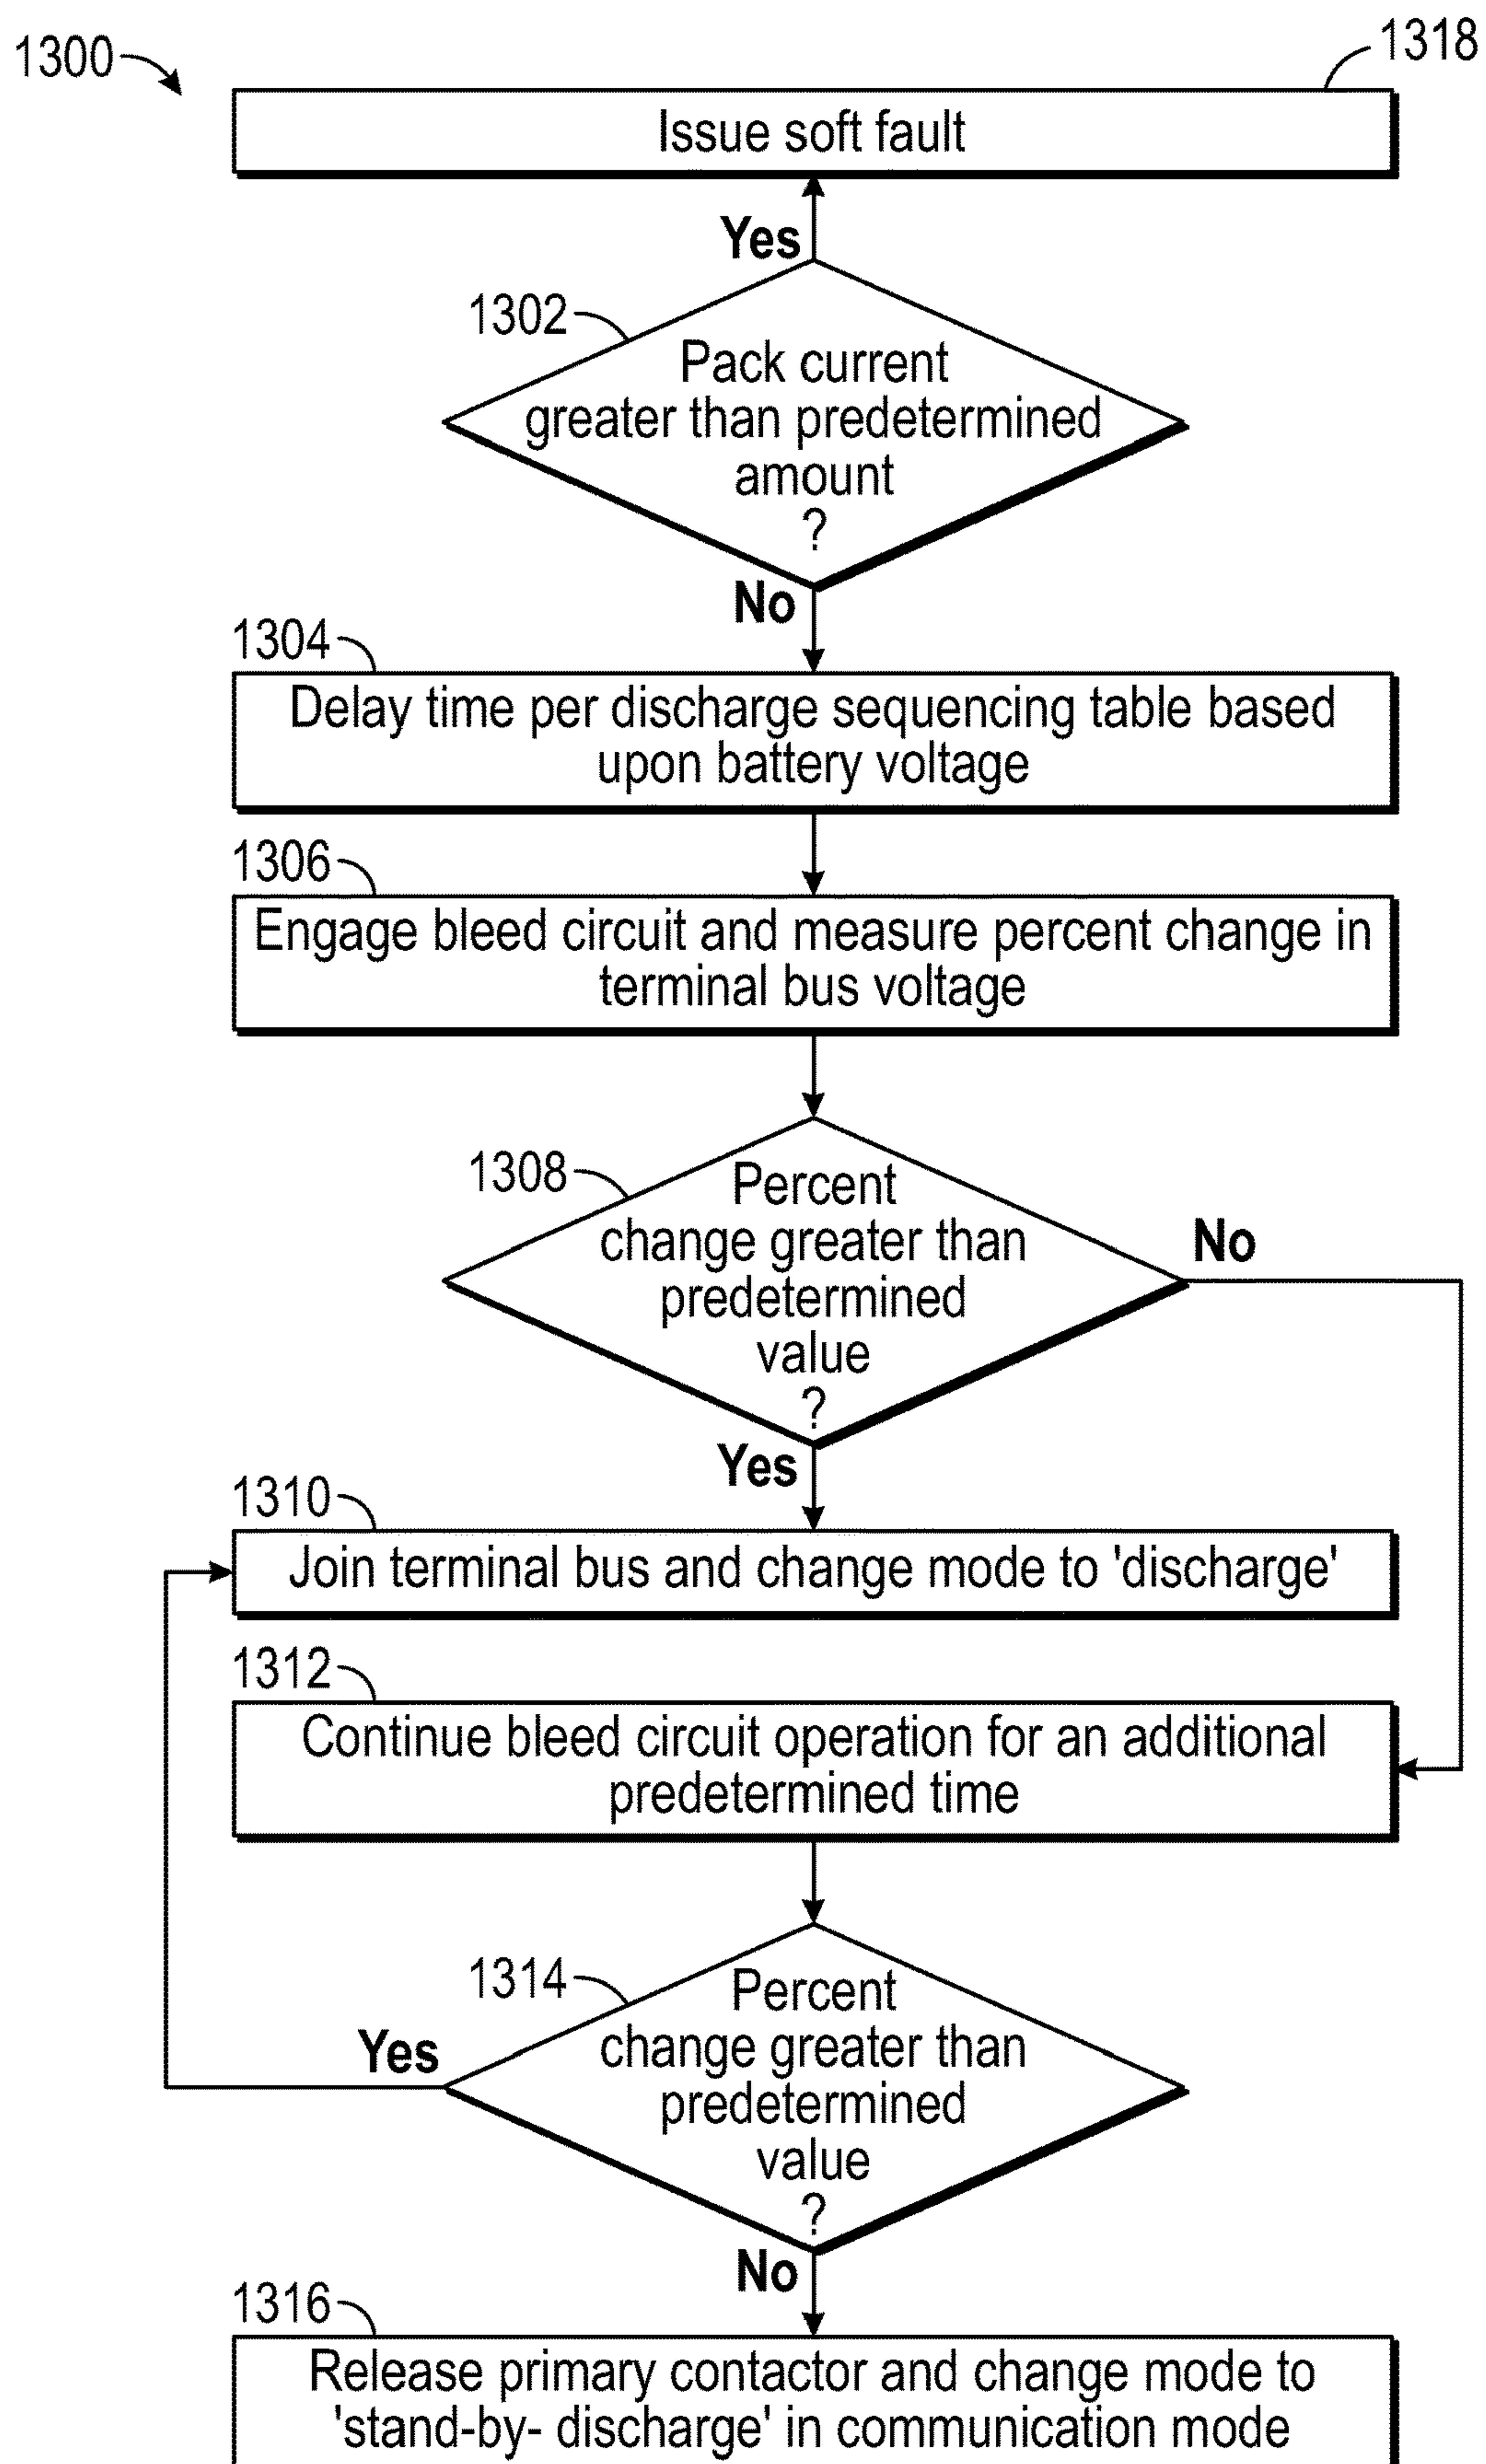 1300
1318
Issue soft fault
Yes
1302
Pack current
greater than predetermined
amount
?
No
1304
Delay time per discharge sequencing table based
upon battery voltage
1306
Engage bleed circuit and measure percent change in
terminal bus voltage
1308
Percent
change greater than
predetermined
value
?
No
Yes
1310
Join terminal bus and change mode to 'discharge'
1312
Continue bleed circuit operation for an additional
predetermined time
1314
Percent
change greater than
predetermined
value
?
Yes
No
1316
Release primary contactor and change mode to
'stand-by- discharge' in communication mode